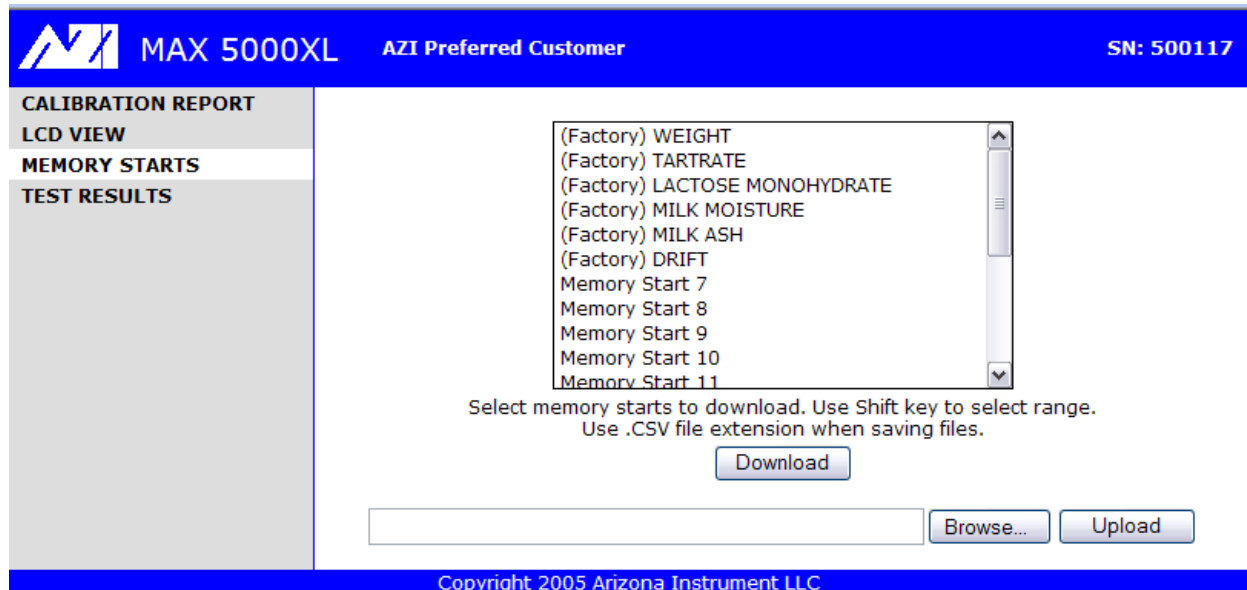 AZI MAX 5000XL AZI Preferred Customer SN: 500117
CALIBRATION REPORT
LCD VIEW
MEMORY STARTS
TEST RESULTS
(Factory) WEIGHT
(Factory) TARTRATE
(Factory) LACTOSE MONOHYDRATE
(Factory) MILK MOISTURE
(Factory) MILK ASH
(Factory) DRIFT
Memory Start 7
Memory Start 8
Memory Start 9
Memory Start 10
Memory Start 11
Select memory starts to download. Use Shift key to select range.
Use .CSV file extension when saving files.
Download
Browse... Upload
Copyright 2005 Arizona Instrument LLC